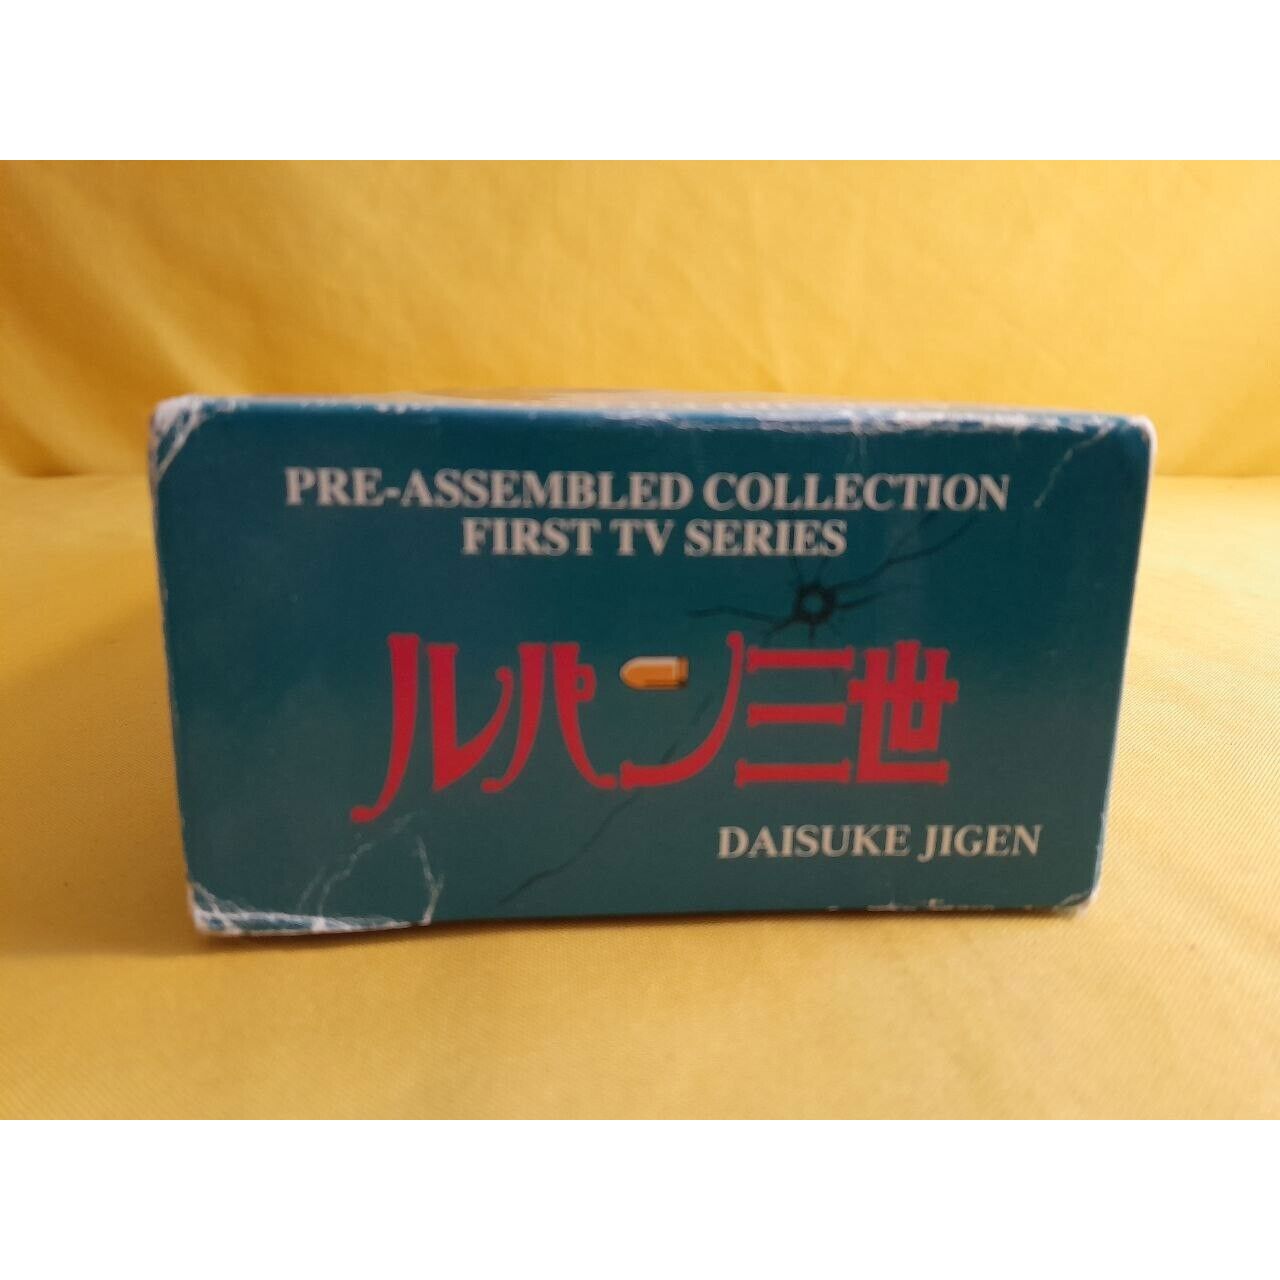 PRE-ASSEMBLED COLLECTION
FIRST TV SERIES
ルパン三世
DAISUKE JIGEN